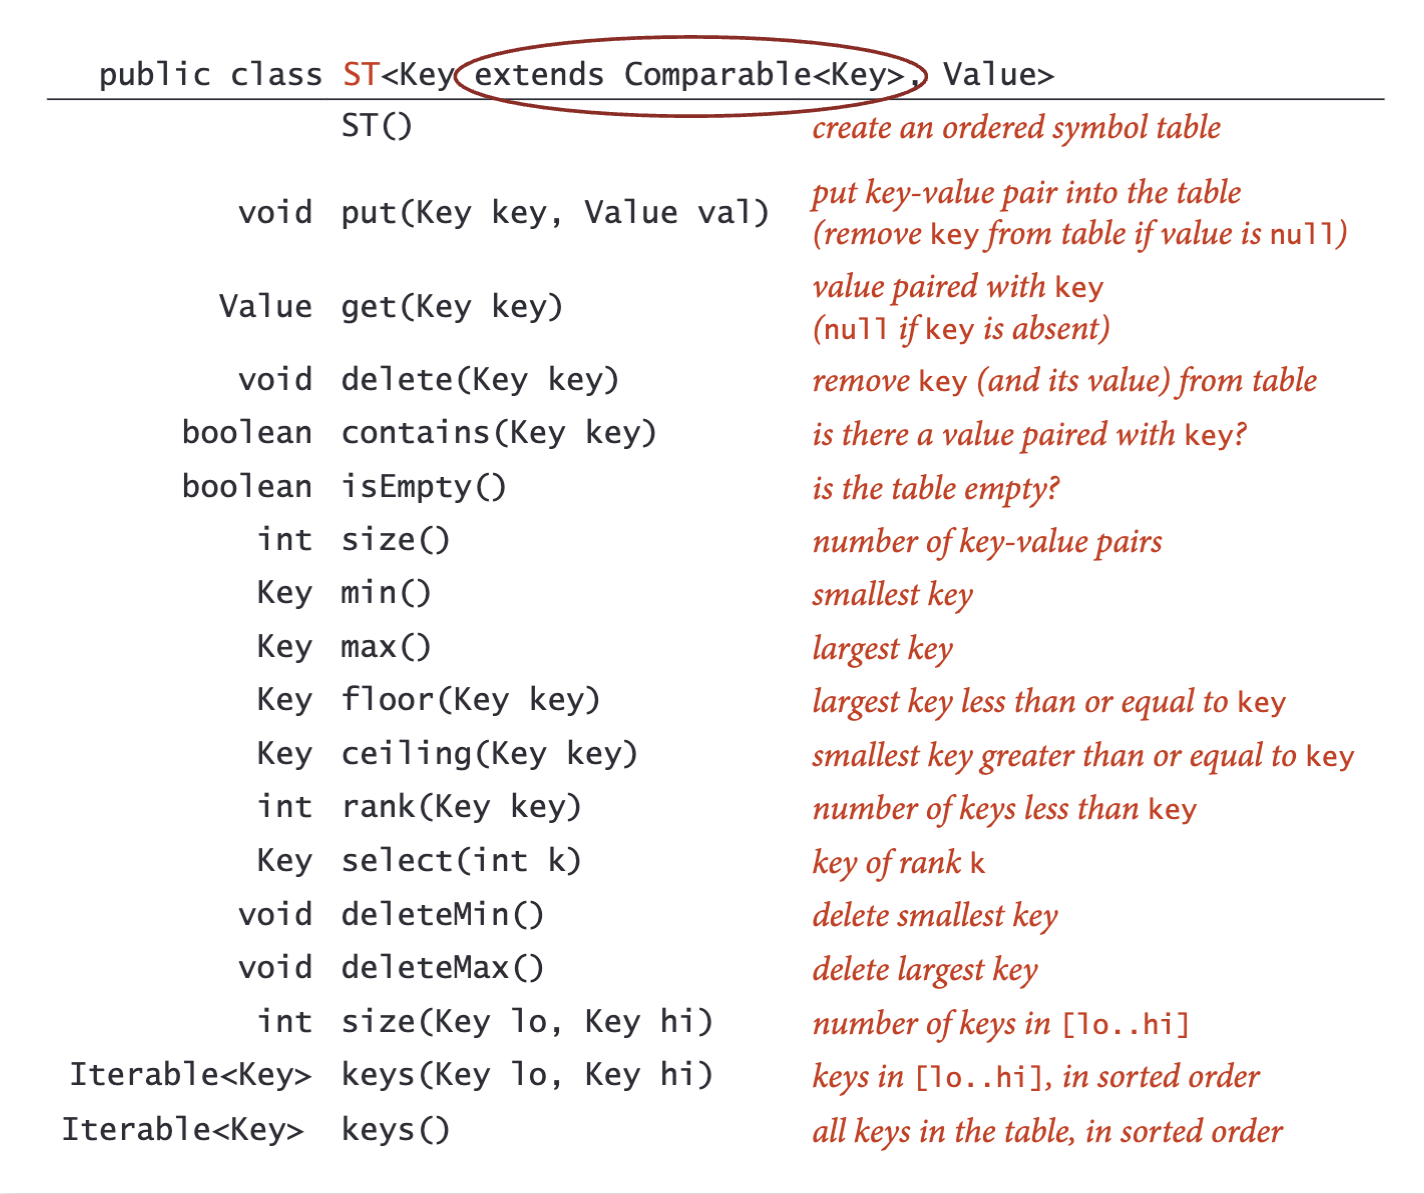 public class ST<Key extends Comparable<Key>, Value>
ST() create an ordered symbol table
void put(Key key, Value val) put key-value pair into the table
(remove key from table if value is null)
Value get(Key key) value paired with key
(null if key is absent)
void delete(Key key) remove key (and its value) from table
boolean contains(Key key) is there a value paired with key?
boolean isEmpty() is the table empty?
int size() number of key-value pairs
Key min() smallest key
Key max() largest key
Key floor(Key key) largest key less than or equal to key
Key ceiling(Key key) smallest key greater than or equal to key
int rank(Key key) number of keys less than key
Key select(int k) key of rank k
void deleteMin() delete smallest key
void deleteMax() delete largest key
int size(Key lo, Key hi) number of keys in [lo..hi]
Iterable<Key> keys(Key lo, Key hi) keys in [lo..hi], in sorted order
Iterable<Key> keys() all keys in the table, in sorted order